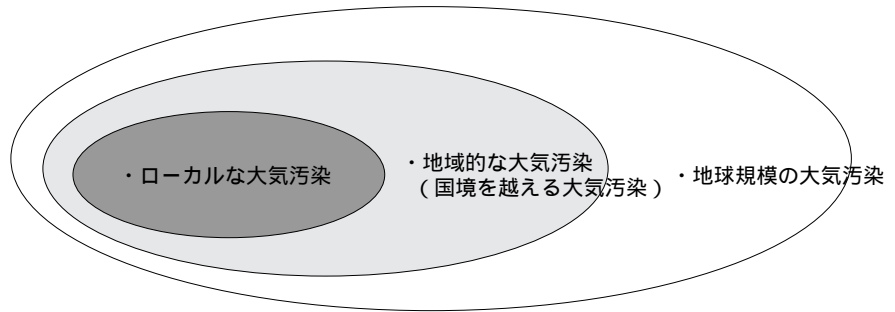 ・ローカルな大気汚染
・地域的な大気汚染
（国境を越える大気汚染）
・地球規模の大気汚染